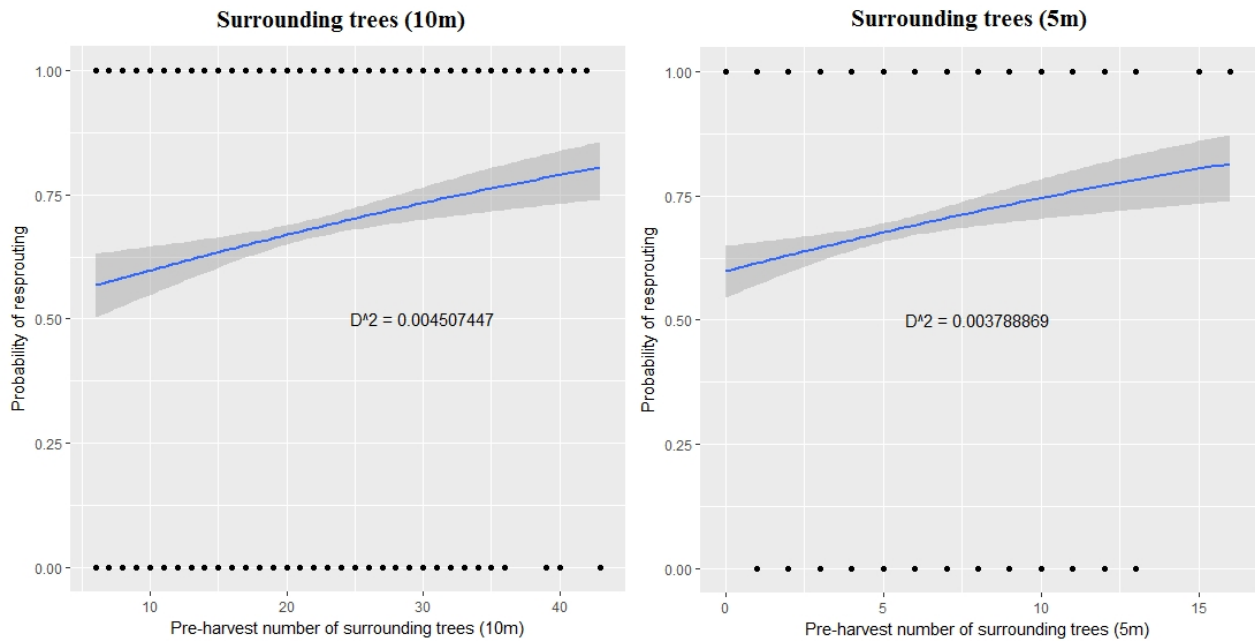 Surrounding trees (10m)
1.00
0.75
0.50
0.25
0.00
Probability of resprouting
D^2 = 0.004507447
10 20 30 40
Pre-harvest number of surrounding trees (10m)
Surrounding trees (5m)
1.00
0.75
0.50
0.25
0.00
Probability of resprouting
D^2 = 0.003788869
0 5 10 15
Pre-harvest number of surrounding trees (5m)